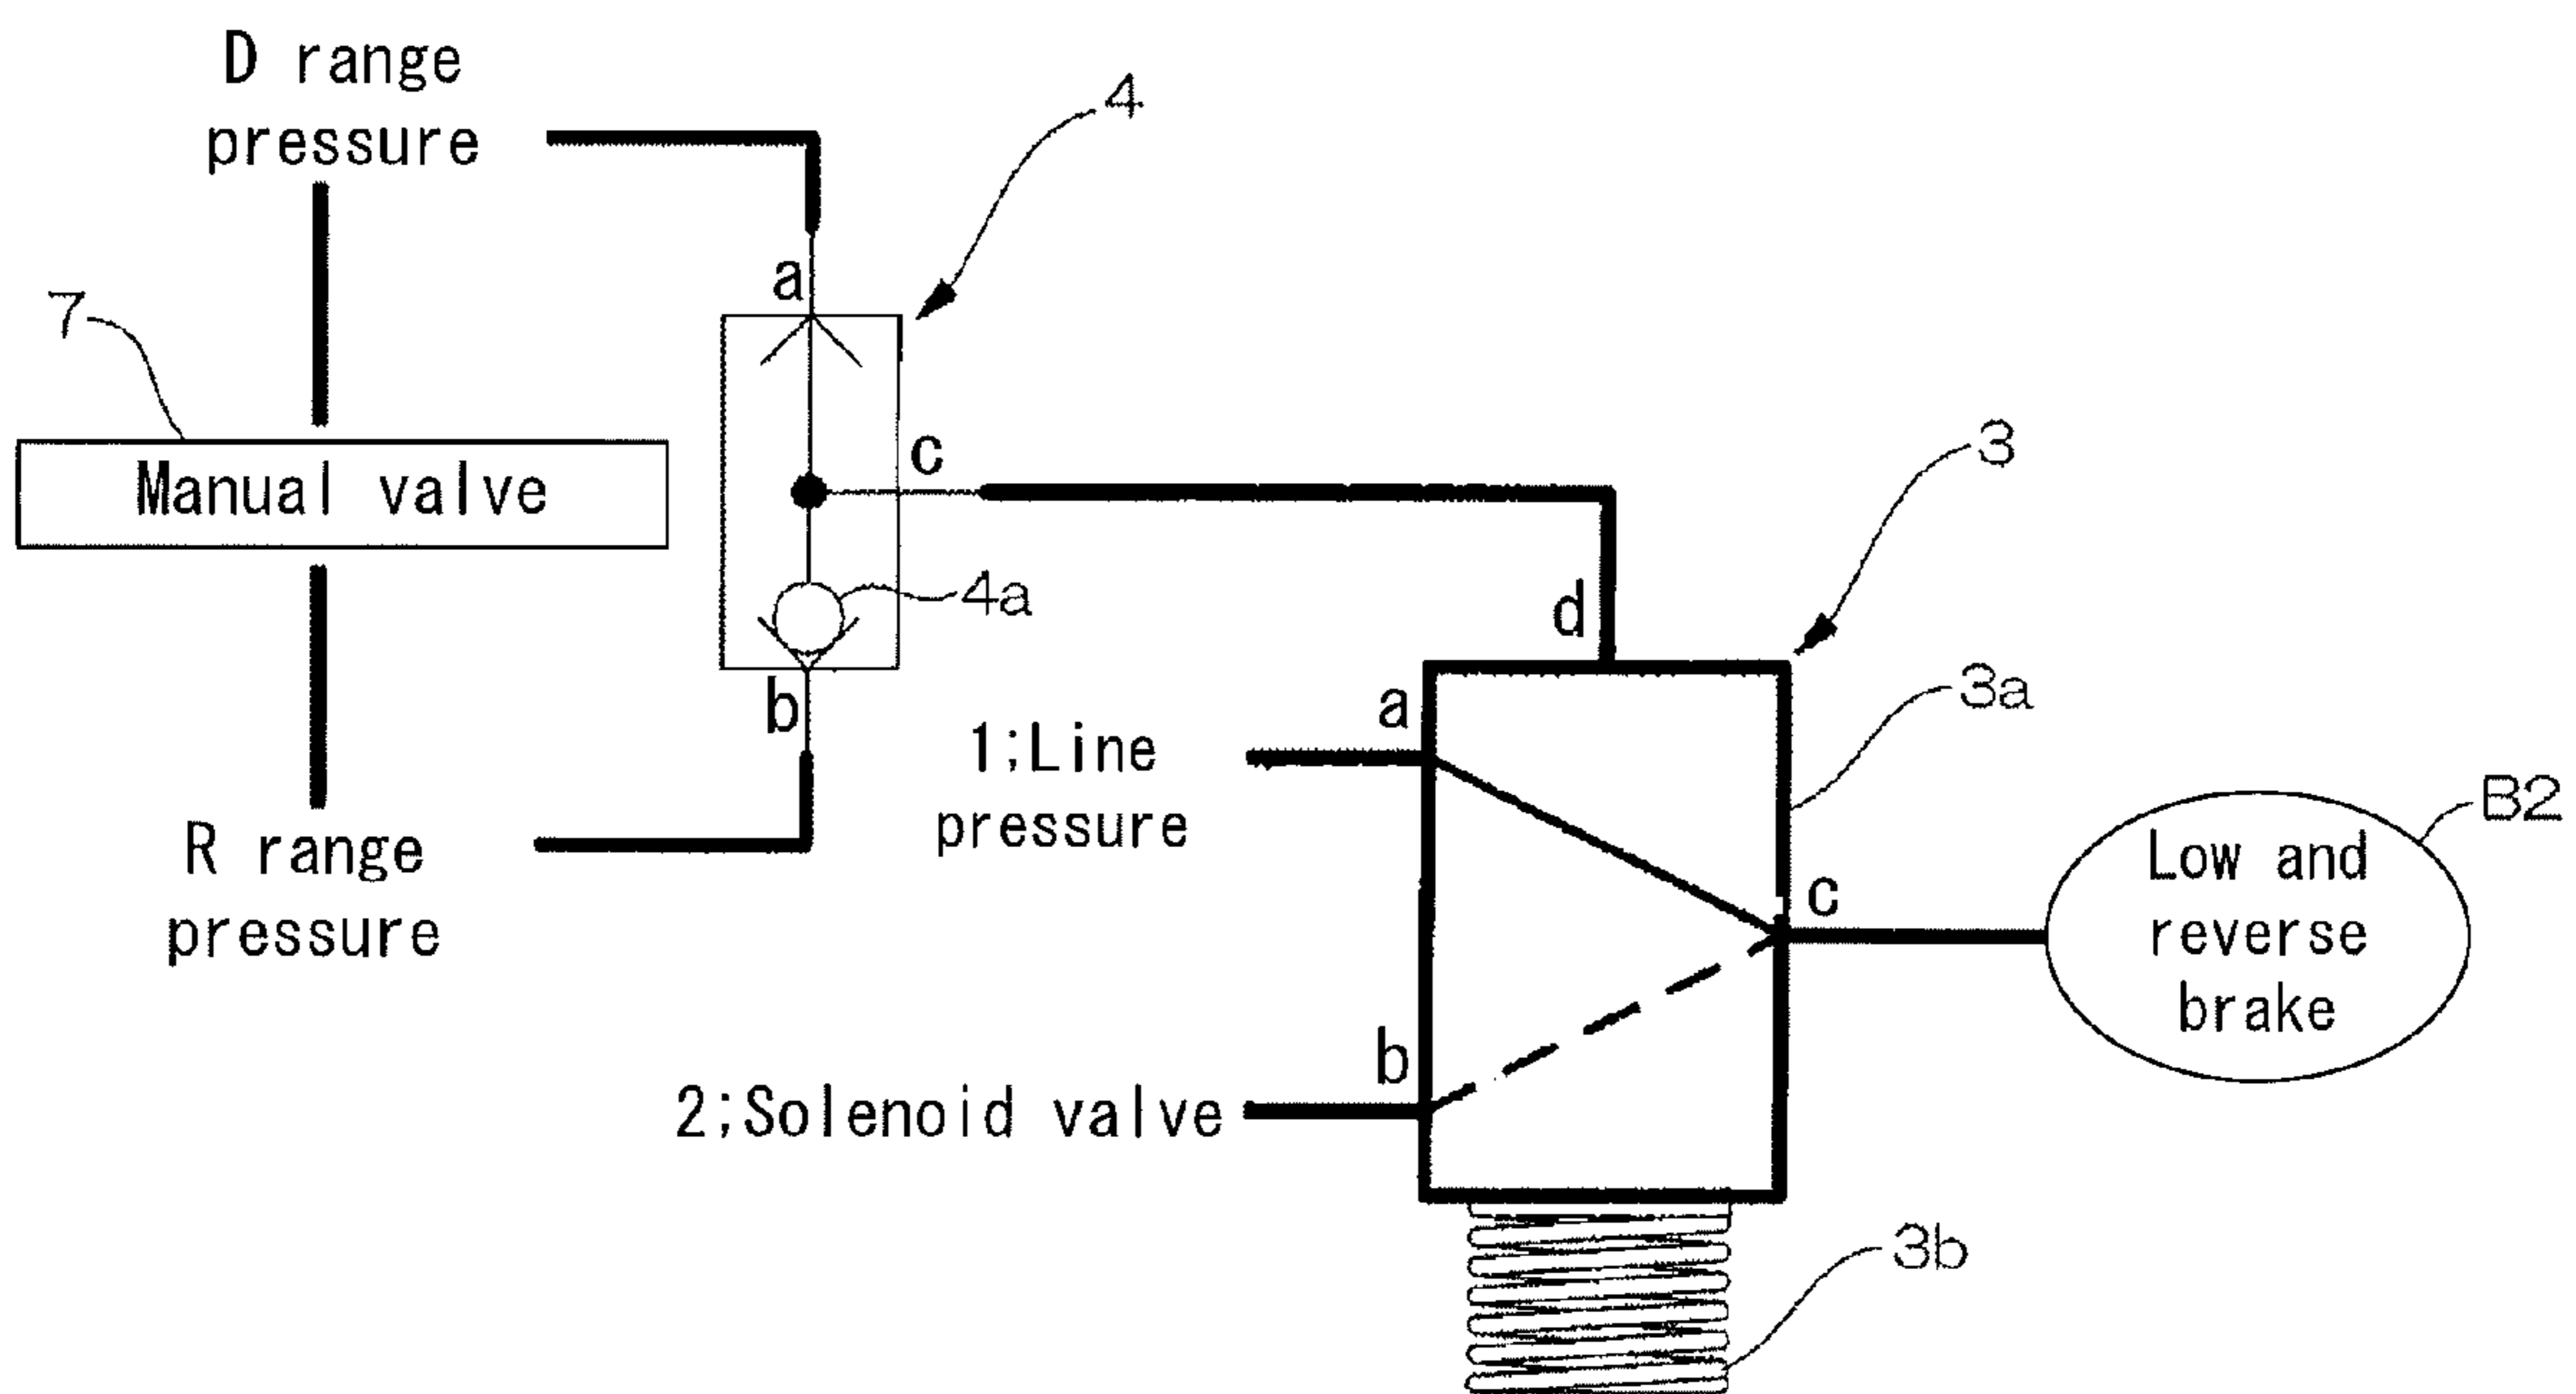 D range
pressure
4
a
7
Manual valve
c
3
4a
d
b
a
3a
1;Line
pressure
R range
pressure
B2
Low and
reverse
brake
c
b
2;Solenoid valve
3b